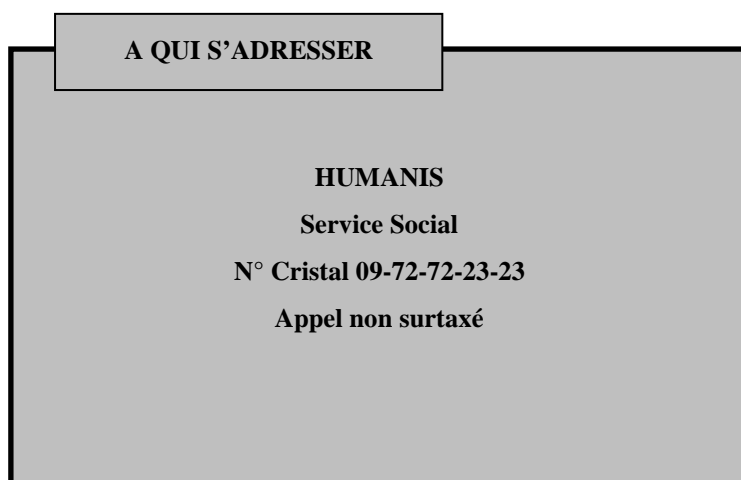 A QUI S’ADRESSER
HUMANIS
Service Social
N° Cristal 09-72-72-23-23
Appel non surtaxé